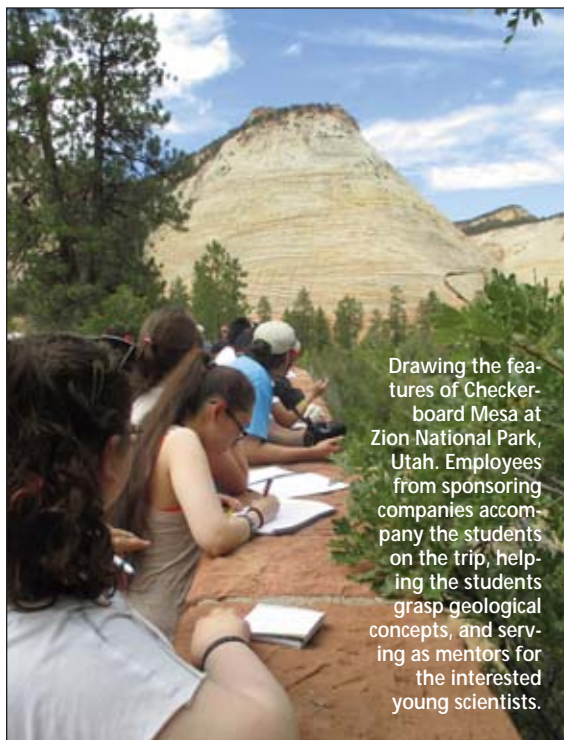 Drawing the fea-
tures of Checker-
board Mesa at
Zion National Park,
Utah. Employees
from sponsoring
companies accom-
pany the students
on the trip, help-
ing the students
grasp geological
concepts, and serv-
ing as mentors for
the interested
young scientists.